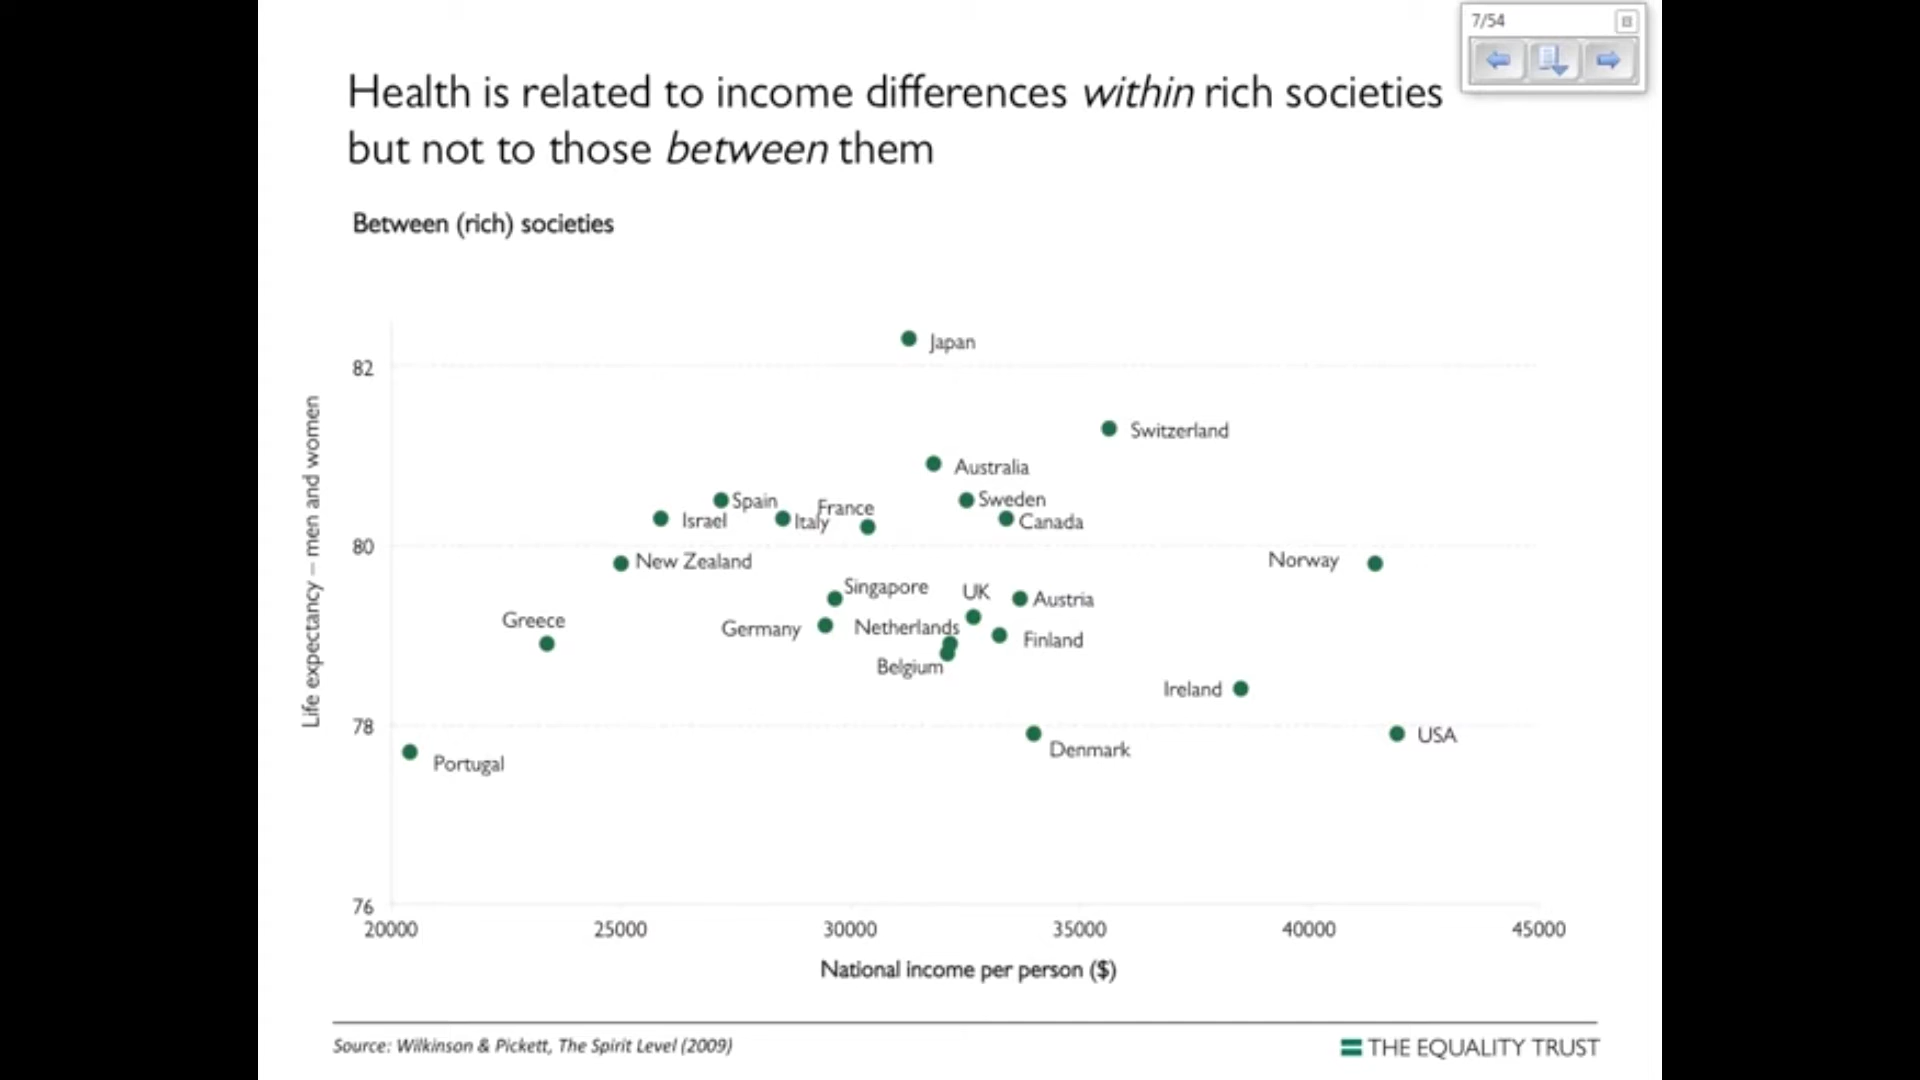 7/54
Health is related to income differences within rich societies
but not to those between them
Between (rich) societies
Life expectancy – men and women
82
80
78
76
Japan
Switzerland
Australia
Spain
France
Sweden
Israel
Italy
Canada
New Zealand
Norway
Singapore
UK
Austria
Greece
Germany
Netherlands
Finland
Belgium
Ireland
USA
Denmark
Portugal
20000 25000 30000 35000 40000 45000
National income per person ($)
Source: Wilkinson & Pickett, The Spirit Level (2009)
THE EQUALITY TRUST